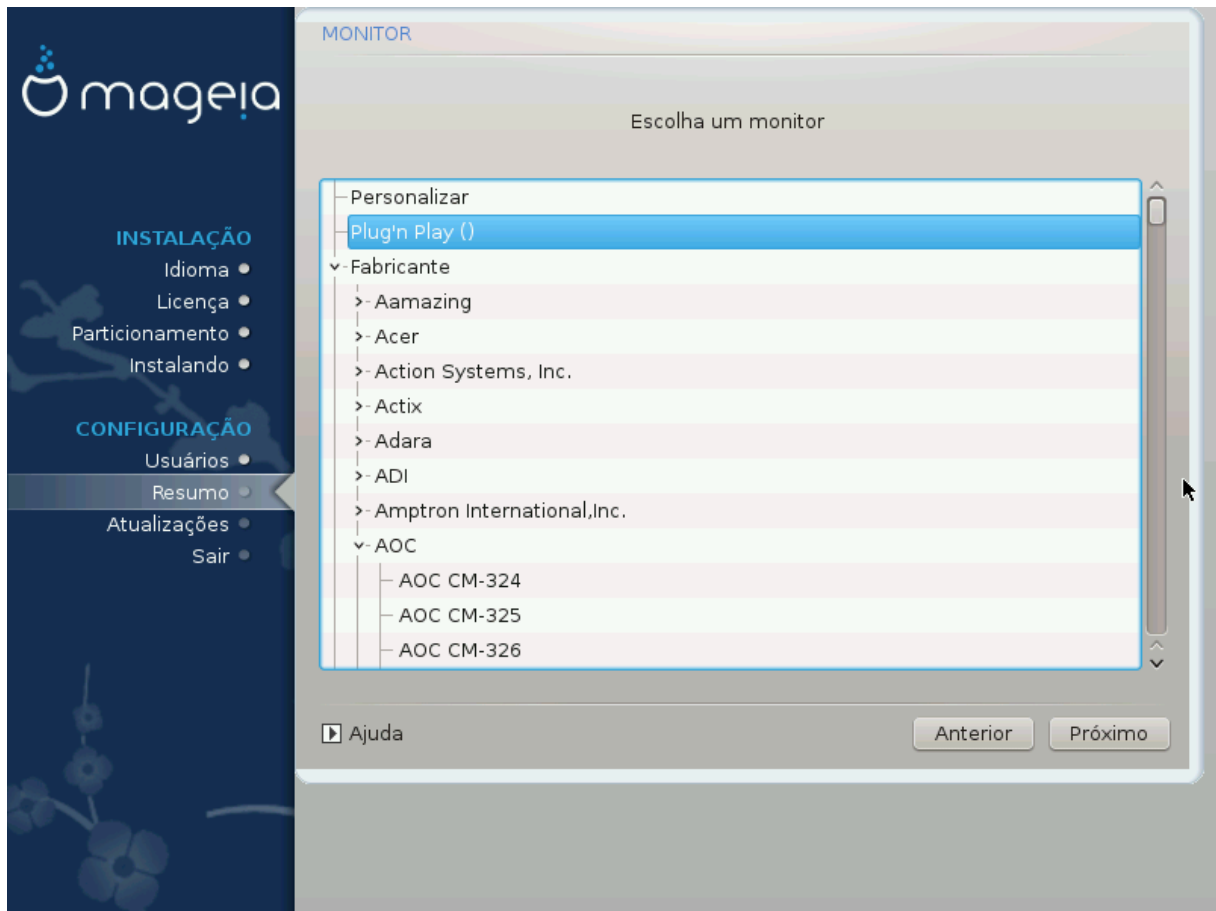 mageia
INSTALAÇÃO
Idioma
Licença
Particionamento
Instalando
CONFIGURAÇÃO
Usuários
Resumo
Atualizações
Sair
MONITOR
Escolha um monitor
Personalizar
Plug'n Play ()
Fabricante
Aamazing
Acer
Action Systems, Inc.
Actix
Adara
ADI
Amptron International,Inc.
AOC
AOC CM-324
AOC CM-325
AOC CM-326
Ajuda
Anterior
Próximo